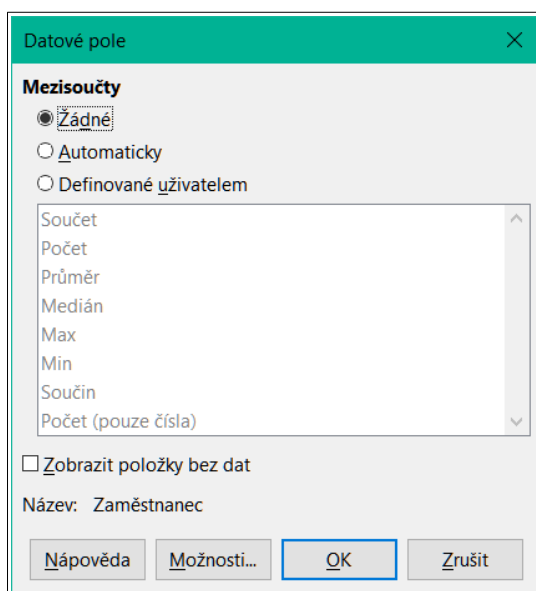 Datové pole
Mezisoučty
Žádné
Automaticky
Definované uživatelem
Součet
Počet
Průměr
Medián
Max
Min
Součin
Počet (pouze čísla)
Zobrazit položky bez dat
Název: Zaměstnanec
Nápověda Možnosti... OK Zrušit